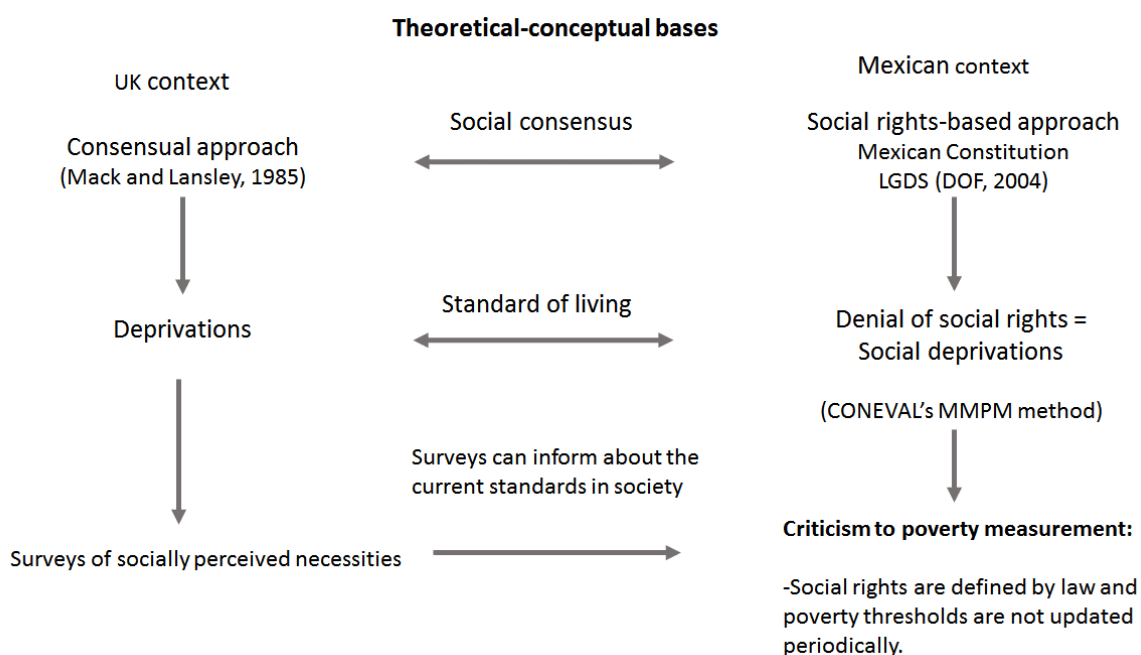 Theoretical-conceptual bases
UK context
Consensual approach
(Mack and Lansley, 1985)
Deprivations
Surveys of socially perceived necessities
Social consensus
Standard of living
Surveys can inform about the
current standards in society
Mexican context
Social rights-based approach
Mexican Constitution
LGDS (DOF, 2004)
Denial of social rights =
Social deprivations
(CONEVAL’s MMPM method)
Criticism to poverty measurement:
-Social rights are defined by law and
poverty thresholds are not updated
periodically.